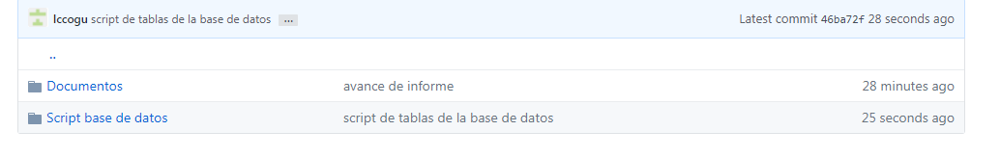 Iccogu script de tablas de la base de datos ... Latest commit 46ba72f 28 seconds ago
..
Documentos avance de informe 28 minutes ago
Script base de datos script de tablas de la base de datos 25 seconds ago